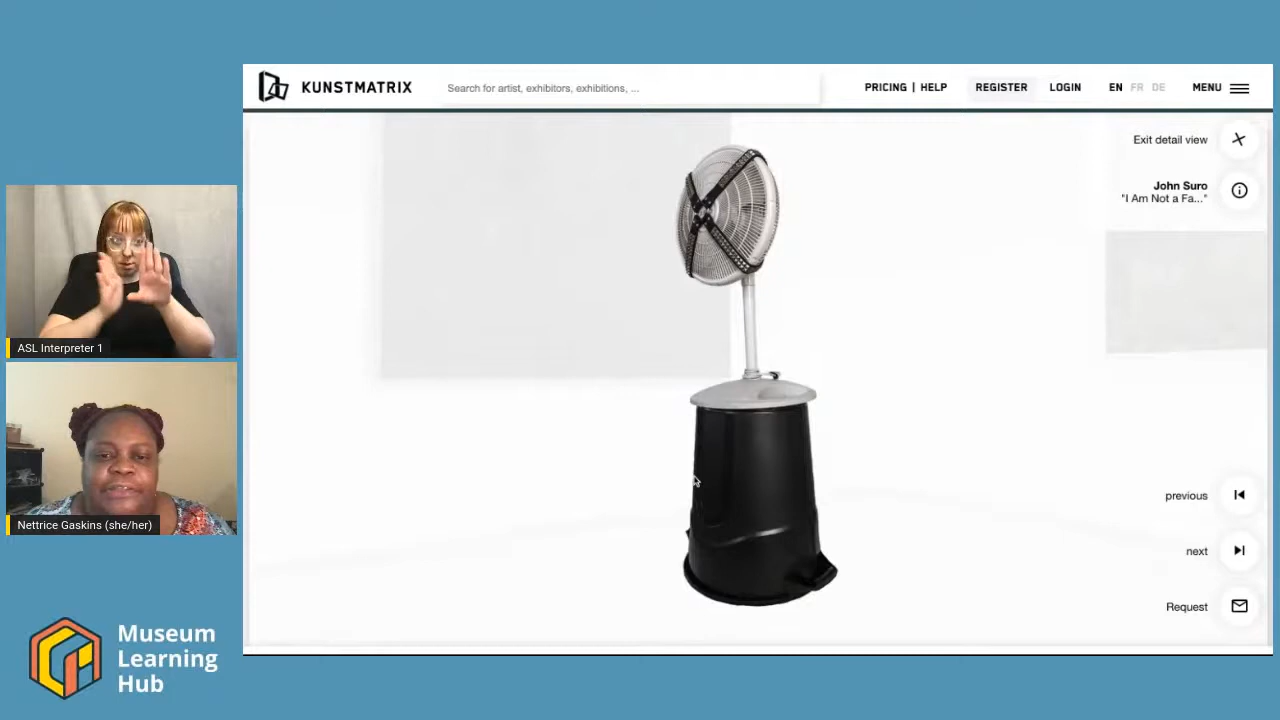 KUNSTMATRIX
Search for artist, exhibitors, exhibitions, ...
PRICING | HELP
REGISTER
LOGIN
EN FR DE
MENU
Exit detail view
John Suro
"I Am Not a Fa..."
ASL Interpreter 1
Nettrice Gaskins (she/her)
previous
next
Request
Museum
Learning
Hub